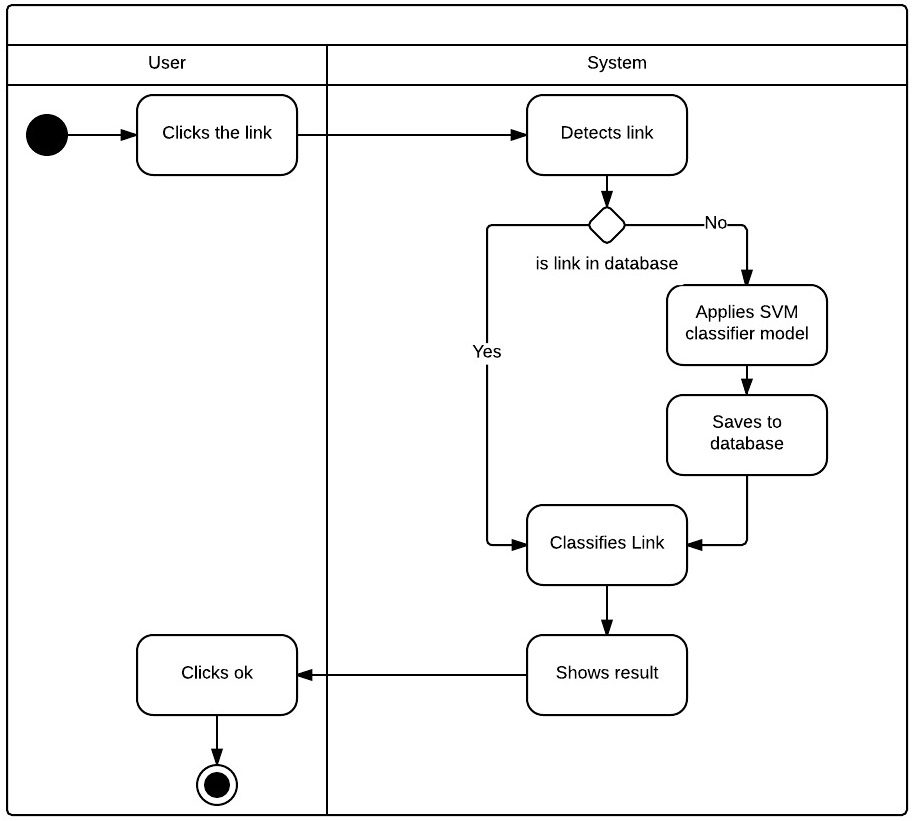 User
System
Clicks the link
Detects link
No
is link in database
Applies SVM
classifier model
Yes
Saves to
database
Classifies Link
Clicks ok
Shows result